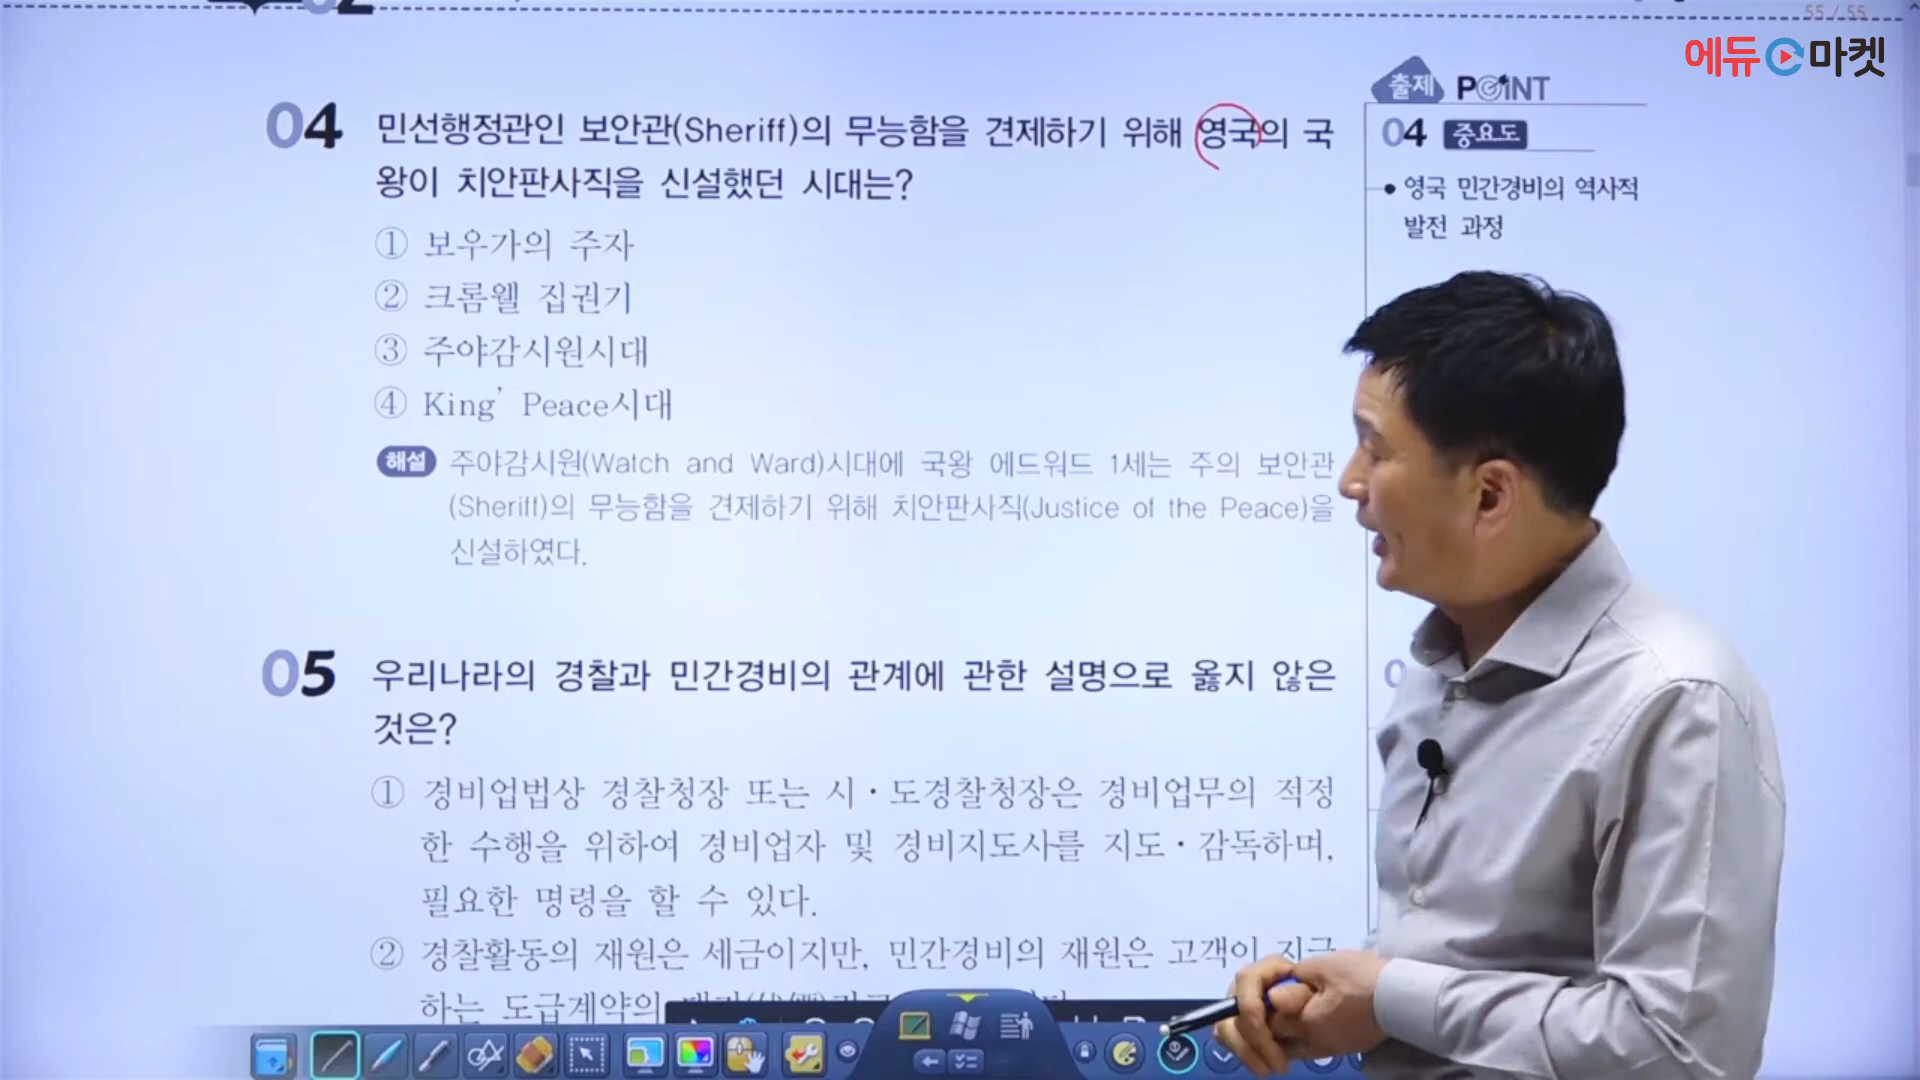 55 / 55
에듀마켓
출제 POINT
04 민선행정관인 보안관(Sheriff)의 무능함을 견제하기 위해 영국의 국
왕이 치안판사직을 신설했던 시대는?
① 보우가의 주자
② 크롬웰 집권기
③ 주야감시원시대
④ King' Peace시대
해설 주야감시원(Watch and Ward)시대에 국왕 에드워드 1세는 주의 보안관
(Sheriff)의 무능함을 견제하기 위해 치안판사직(Justice of the Peace)을
신설하였다.
04 중요도
• 영국 민간경비의 역사적
발전 과정
05 우리나라의 경찰과 민간경비의 관계에 관한 설명으로 옳지 않은
것은?
① 경비업법상 경찰청장 또는 시·도경찰청장은 경비업무의 적정
한 수행을 위하여 경비업자 및 경비지도사를 지도·감독하며,
필요한 명령을 할 수 있다.
② 경찰활동의 재원은 세금이지만, 민간경비의 재원은 고객이 지급
하는 도급계약의